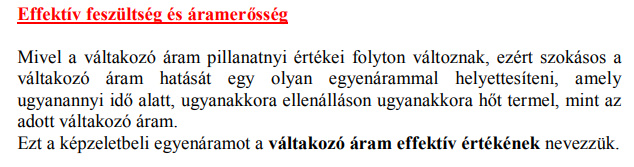 Effektív feszültség és áramerősség
Mivel a váltakozó áram pillanatnyi értékei folyton változnak, ezért szokásos a
váltakozó áram hatását egy olyan egyenárammal helyettesíteni, amely
ugyanannyi idő alatt, ugyanakkora ellenálláson ugyanakkora hőt termel, mint az
adott váltakozó áram.
Ezt a képzeletbeli egyenáramot a váltakozó áram effektív értékének nevezzük.